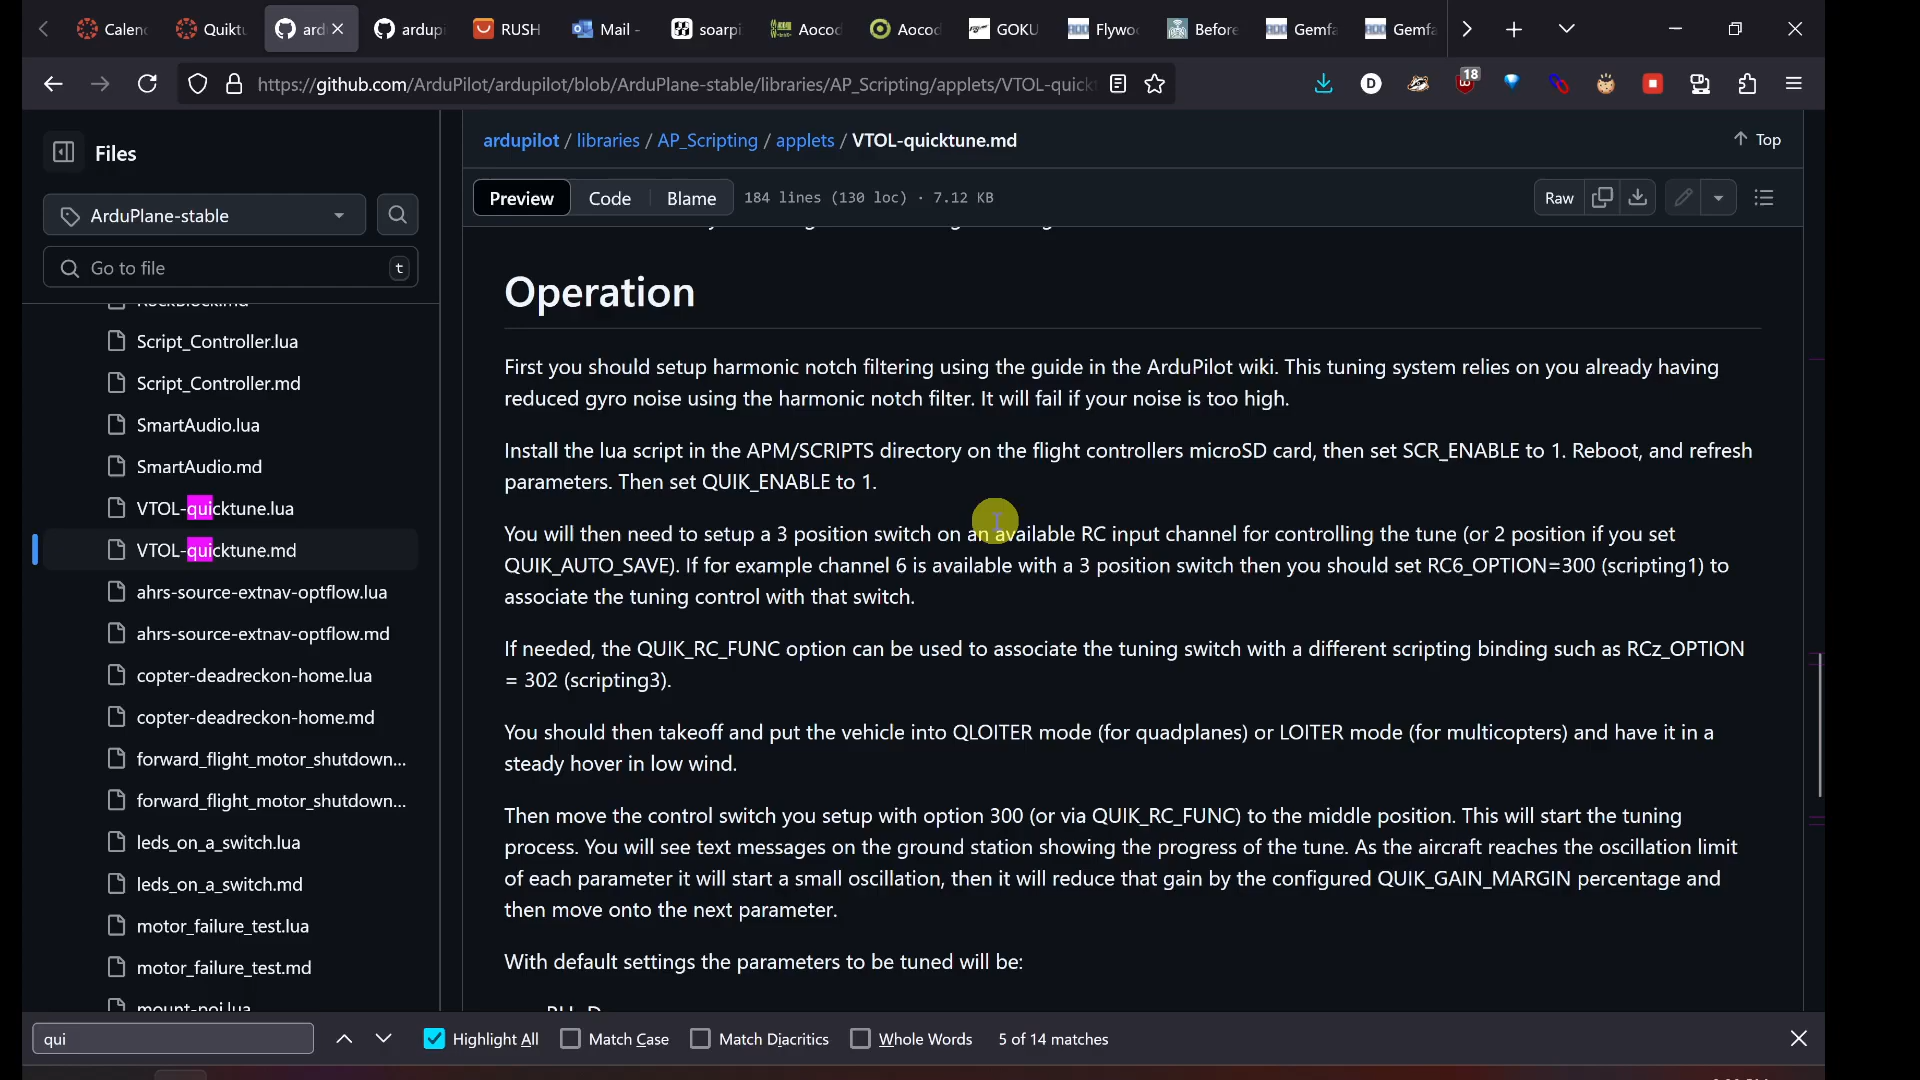 Calen
Quiktu
ard
ardupi
RUSH
Mail -
soarpi
Aocod
Aocod
GOKU
Flywo
Before
Gemfa
Gemfa
https://github.com/ArduPilot/ardupilot/blob/ArduPlane-stable/libraries/AP_Scripting/applets/VTOL-quickt
D
18
Files
ArduPlane-stable
Go to file
t
Script_Controller.lua
Script_Controller.md
SmartAudio.lua
SmartAudio.md
VTOL-quicktune.lua
VTOL-quicktune.md
ahrs-source-extnav-optflow.lua
ahrs-source-extnav-optflow.md
copter-deadreckon-home.lua
copter-deadreckon-home.md
forward_flight_motor_shutdown...
forward_flight_motor_shutdown...
leds_on_a_switch.lua
leds_on_a_switch.md
motor_failure_test.lua
motor_failure_test.md
mount-poi.lua
ardupilot / libraries / AP_Scripting / applets / VTOL-quicktune.md
Top
Preview
Code
Blame
184 lines (130 loc) · 7.12 KB
Raw
Operation
First you should setup harmonic notch filtering using the guide in the ArduPilot wiki. This tuning system relies on you already having
reduced gyro noise using the harmonic notch filter. It will fail if your noise is too high.
Install the lua script in the APM/SCRIPTS directory on the flight controllers microSD card, then set SCR_ENABLE to 1. Reboot, and refresh
parameters. Then set QUIK_ENABLE to 1.
You will then need to setup a 3 position switch on an available RC input channel for controlling the tune (or 2 position if you set
QUIK_AUTO_SAVE). If for example channel 6 is available with a 3 position switch then you should set RC6_OPTION=300 (scripting1) to
associate the tuning control with that switch.
If needed, the QUIK_RC_FUNC option can be used to associate the tuning switch with a different scripting binding such as RCz_OPTION
= 302 (scripting3).
You should then takeoff and put the vehicle into QLOITER mode (for quadplanes) or LOITER mode (for multicopters) and have it in a
steady hover in low wind.
Then move the control switch you setup with option 300 (or via QUIK_RC_FUNC) to the middle position. This will start the tuning
process. You will see text messages on the ground station showing the progress of the tune. As the aircraft reaches the oscillation limit
of each parameter it will start a small oscillation, then it will reduce that gain by the configured QUIK_GAIN_MARGIN percentage and
then move onto the next parameter.
With default settings the parameters to be tuned will be:
qui
Highlight All
Match Case
Match Diacritics
Whole Words
5 of 14 matches